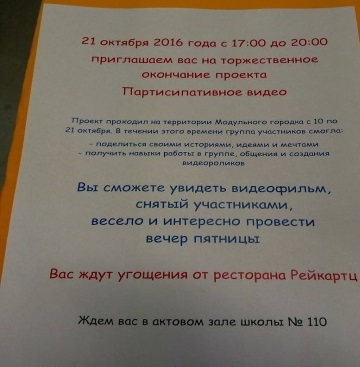 21 октября 2016 года с 17:00 до 20:00
приглашаем вас на торжественное
окончание проекта
Партисипативное видео
Проект проходил на территории Модульного городка с 10 по
21 октября. В течении этого времени группа участников смогла:
- поделиться своими историями, идеями и мечтами
- получить навыки работы в группе, общения и создания
видеороликов
Вы сможете увидеть видеофильм,
снятый участниками,
весело и интересно провести
вечер пятницы
Вас ждут угощения от ресторана Рейкартц
Ждем вас в актовом зале школы № 110